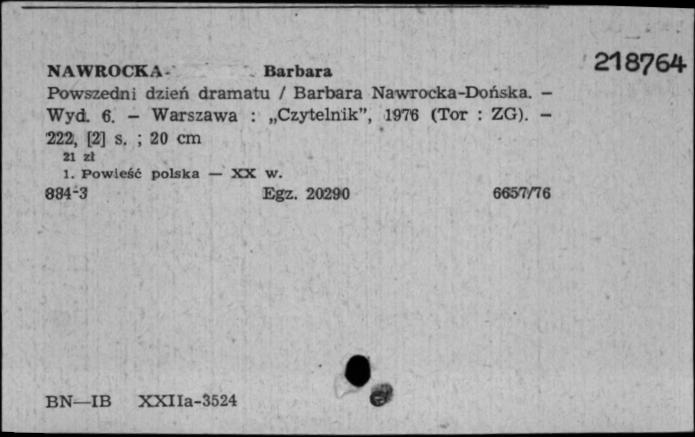 218764
NAWROCKA- Barbara
Powszedni dzień dramatu / Barbara Nawrocka-Dońska. –
Wyd. 6. – Warszawa : „Czytelnik”, 1976 (Tor : ZG). –
222, [2] s. ; 20 cm
21 zł
1. Powieść polska — XX w.
884-3 Egz. 20290 6657/76
BN—IB XXIIa-3524